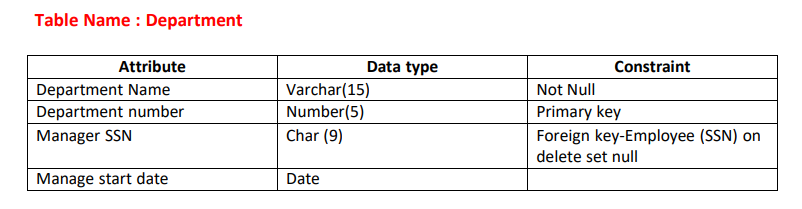 Table Name : Department
Attribute Data type Constraint
Department Name Varchar(15) Not Null
Department number Number(5) Primary key
Manager SSN Char (9) Foreign key-Employee (SSN) on
delete set null
Manage start date Date